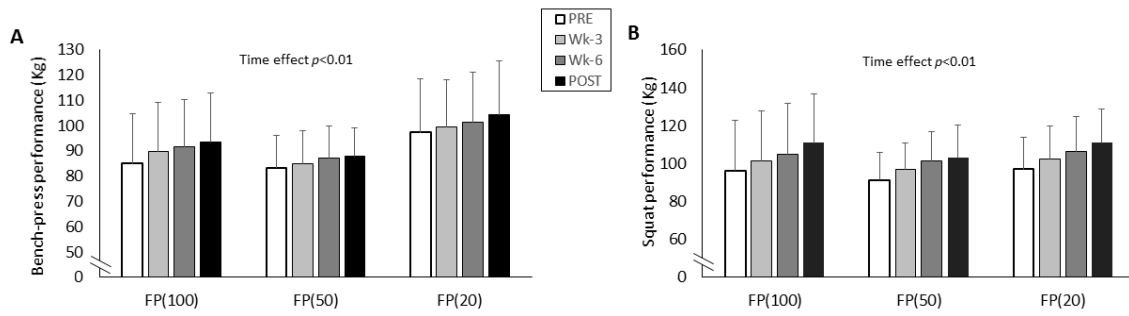 PRE
Wk-3
Wk-6
POST
A
Time effect p<0.01
Bench-press performance (Kg)
130
120
110
100
90
80
70
60
50
0
FP(100)
FP(50)
FP(20)
B
Time effect p<0.01
Squat performance (Kg)
160
140
120
100
80
60
0
FP(100)
FP(50)
FP(20)